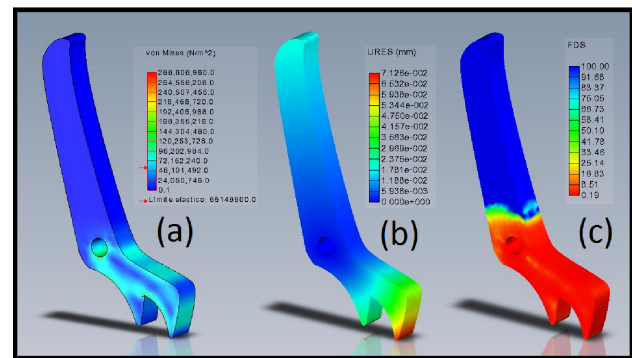 von Mises (N/m^2)
288,608,960.0
264,558,208.0
240,507,456.0
216,456,720.0
192,405,968.0
168,355,216.0
144,304,480.0
120,253,728.0
96,202,984.0
72,152,240.0
48,101,492.0
24,050,746.0
0.1
Límite elástico: 55148500.0
(a)
URES (mm)
7.126e-002
6.532e-002
5.938e-002
5.344e-002
4.750e-002
4.157e-002
3.563e-002
2.969e-002
2.375e-002
1.781e-002
1.188e-002
5.938e-003
0.000e+000
(b)
FDS
100.00
91.68
83.37
75.05
66.73
58.41
50.10
41.78
33.46
25.14
16.83
8.51
0.19
(c)